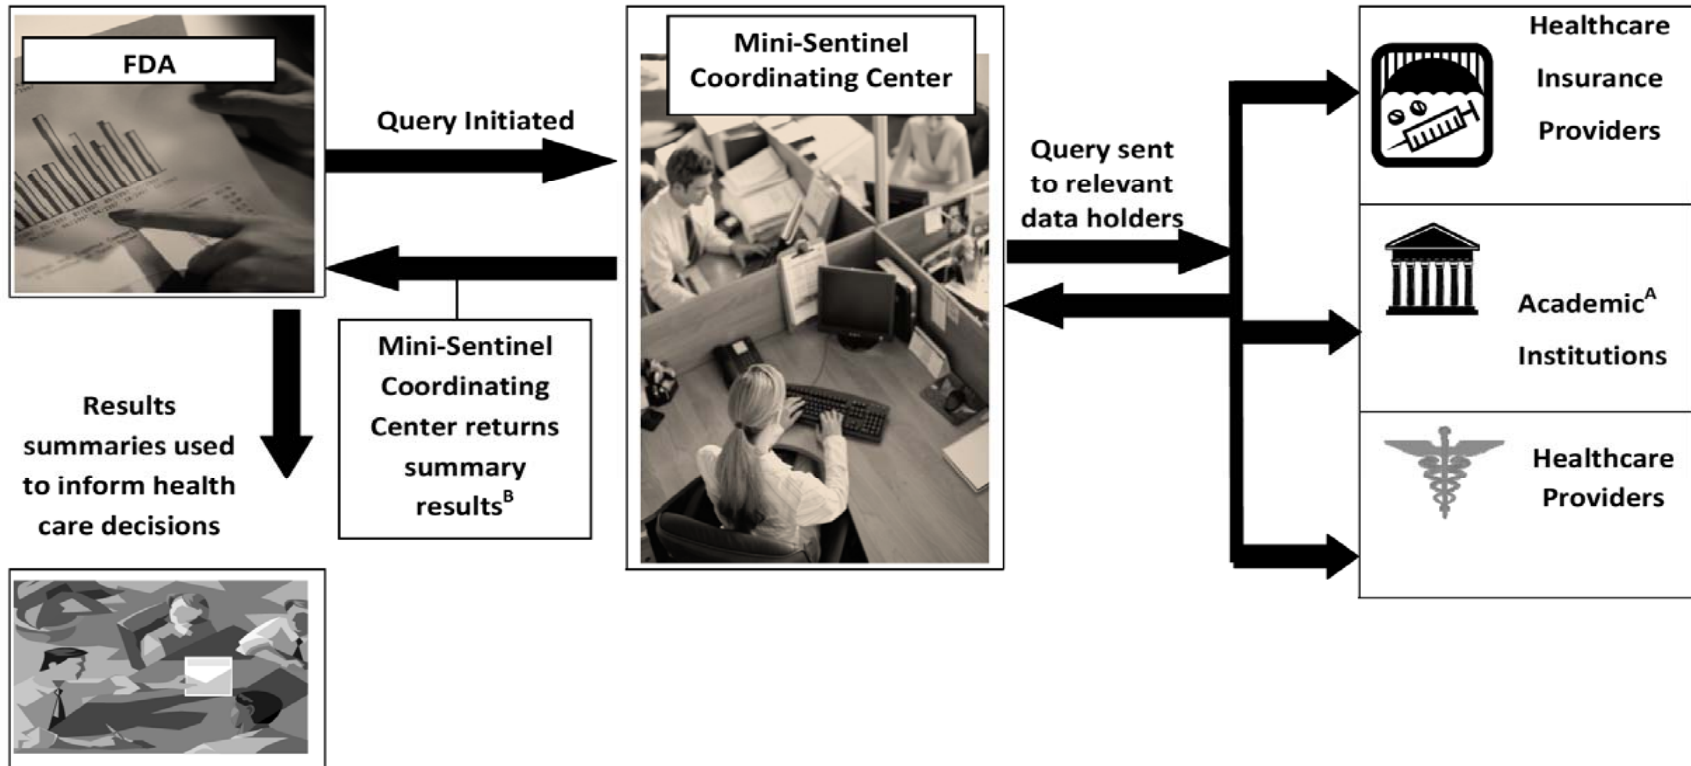 FDA
Query Initiated
Mini-Sentinel
Coordinating Center
Query sent
to relevant
data holders
Healthcare
Insurance
Providers
Academic^A
Institutions
Healthcare
Providers
Mini-Sentinel
Coordinating
Center returns
summary
results^B
Results
summaries used
to inform health
care decisions